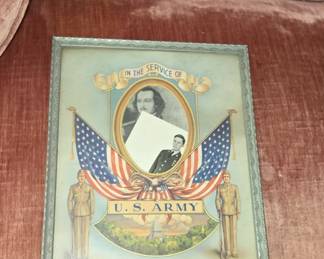 IN THE SERVICE OF
U. S. ARMY